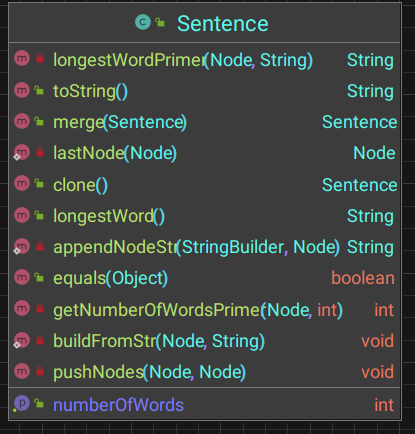 Sentence
longestWordPrimer(Node, String) String
toString() String
merge(Sentence) Sentence
lastNode(Node) Node
clone() Sentence
longestWord() String
appendNodeStr(StringBuilder, Node) String
equals(Object) boolean
getNumberOfWordsPrime(Node, int) int
buildFromStr(Node, String) void
pushNodes(Node, Node) void
numberOfWords int